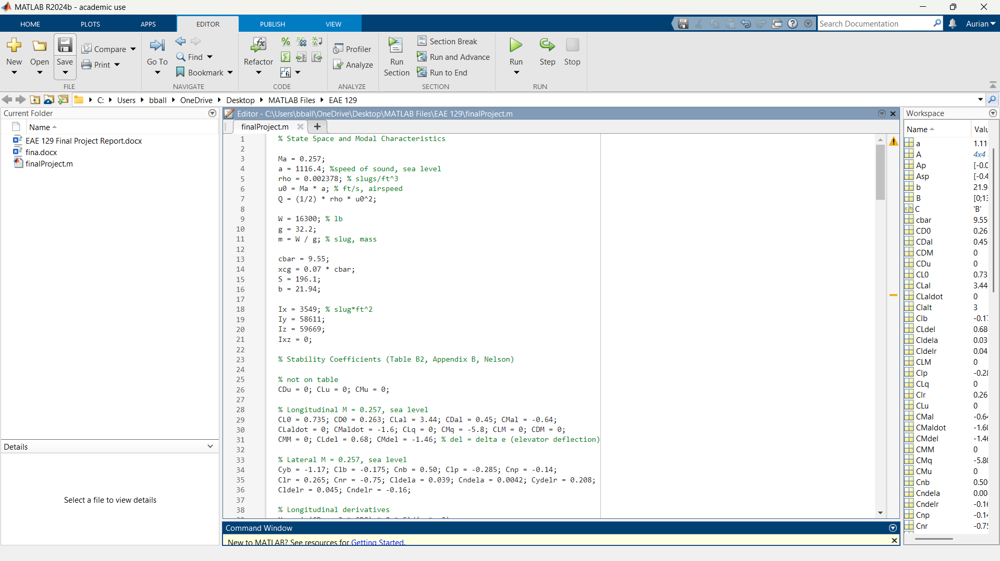 MATLAB R2024b - academic use
HOME PLOTS APPS EDITOR PUBLISH VIEW
Search Documentation
Aurian
New
Open
Save
Compare
Print
FILE
Go To
Find
Bookmark
NAVIGATE
Refactor
CODE
Profiler
Analyze
ANALYZE
Run Section
Section Break
Run and Advance
Run to End
SECTION
Run
Step
Stop
RUN
C: Users bball OneDrive Desktop MATLAB Files EAE 129
Current Folder
Name
EAE 129 Final Project Report.docx
fina.docx
finalProject.m
Details
Select a file to view details
Editor - C:\Users\bball\OneDrive\Desktop\MATLAB Files\EAE 129\finalProject.m
finalProject.m
1 % State Space and Modal Characteristics
2
3 Ma = 0.257;
4 a = 1116.4; %speed of sound, sea level
5 rho = 0.002378; % slugs/ft^3
6 u0 = Ma * a; % ft/s, airspeed
7 Q = (1/2) * rho * u0^2;
8
9 W = 16300; % lb
10 g = 32.2;
11 m = W / g; % slug, mass
12
13 cbar = 9.55;
14 xcg = 0.07 * cbar;
15 S = 196.1;
16 b = 21.94;
17
18 Ix = 3549; % slug*ft^2
19 Iy = 58611;
20 Iz = 59669;
21 Ixz = 0;
22
23 % Stability Coefficients (Table B2, Appendix B, Nelson)
24
25 % not on table
26 CDu = 0; CLu = 0; CMu = 0;
27
28 % Longitudinal M = 0.257, sea level
29 CL0 = 0.735; CD0 = 0.263; CLal = 3.44; CDal = 0.45; CMal = -0.64;
30 CLaldot = 0; CMaldot = -1.6; CLq = 0; CMq = -5.8; CLM = 0; CDM = 0;
31 CMM = 0; CLdel = 0.68; CMdel = -1.46; % del = delta e (elevator deflection)
32
33 % Lateral M = 0.257, sea level
34 Cyb = -1.17; Clb = -0.175; Cnb = 0.50; Clp = -0.285; Cnp = -0.14;
35 Clr = 0.265; Cnr = -0.75; Cldela = 0.039; Cndela = 0.0042; Cydelr = 0.208;
36 Cldelr = 0.045; Cndelr = -0.16;
37
38 % Longitudinal derivatives
Command Window
New to MATLAB? See resources for Getting Started.
Workspace
Name Valu
a 1.11
A 4x4
Ap [-0.0
Asp [-0.4
b 21.9
B [0;13
C 'B'
cbar 9.55
CD0 0.26
CDal 0.45
CDM 0
CDu 0
CL0 0.73
CLal 3.44
CLaldot 0
Clalt 3
Clb -0.17
CLdel 0.68
Cldela 0.03
Cldelr 0.04
CLM 0
Clp -0.28
CLq 0
Clr 0.26
CLu 0
CMal -0.64
CMaldot -1.60
CMdel -1.46
CMM 0
CMq -5.80
CMu 0
Cnb 0.50
Cndela 0.00
Cndelr -0.16
Cnp -0.14
Cnr -0.75